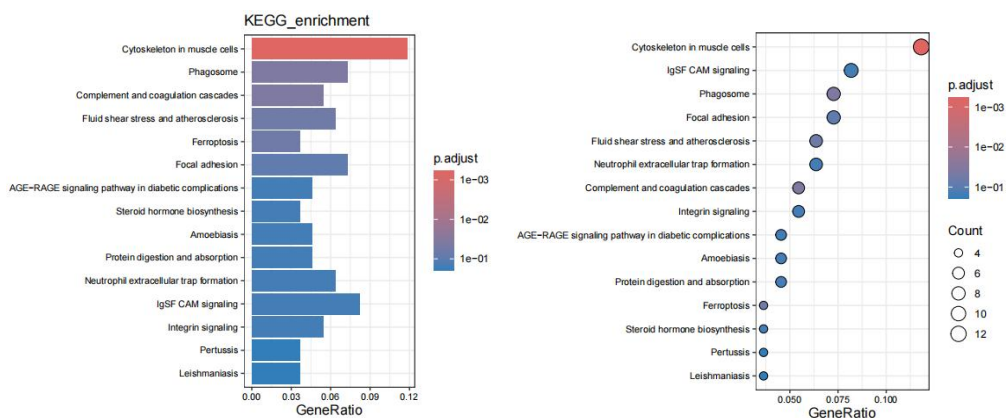 KEGG_enrichment
Cytoskeleton in muscle cells
Phagosome
Complement and coagulation cascades
Fluid shear stress and atherosclerosis
Ferroptosis
Focal adhesion
AGE−RAGE signaling pathway in diabetic complications
Steroid hormone biosynthesis
Amoebiasis
Protein digestion and absorption
Neutrophil extracellular trap formation
IgSF CAM signaling
Integrin signaling
Pertussis
Leishmaniasis
0.00 0.03 0.06 0.09 0.12
GeneRatio
p.adjust
1e−03
1e−02
1e−01
Cytoskeleton in muscle cells
IgSF CAM signaling
Phagosome
Focal adhesion
Fluid shear stress and atherosclerosis
Neutrophil extracellular trap formation
Complement and coagulation cascades
Integrin signaling
AGE−RAGE signaling pathway in diabetic complications
Amoebiasis
Protein digestion and absorption
Ferroptosis
Steroid hormone biosynthesis
Pertussis
Leishmaniasis
0.050 0.075 0.100
GeneRatio
p.adjust
1e−03
1e−02
1e−01
Count
4
6
8
10
12